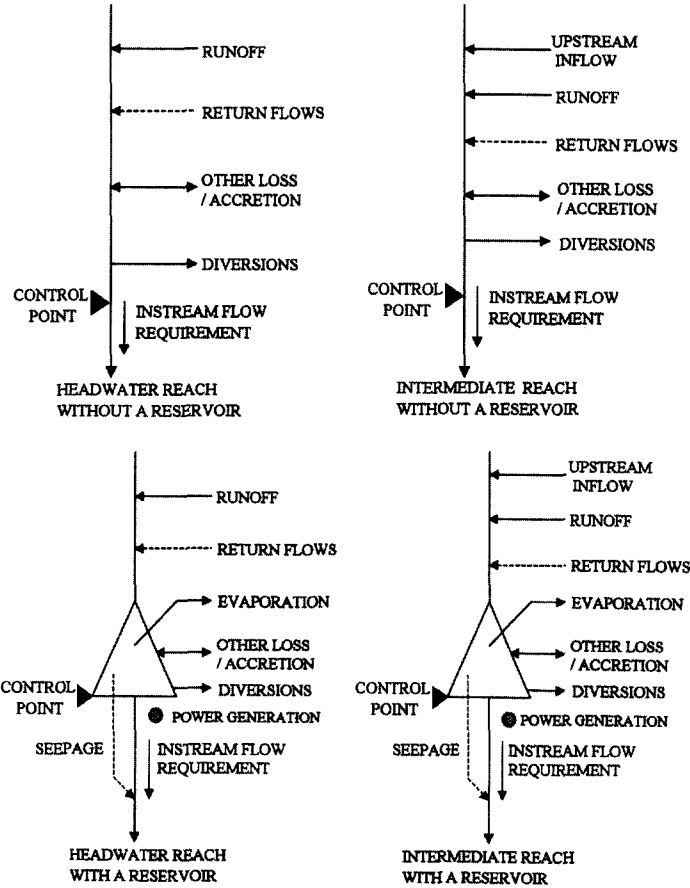 RUNOFF
RETURN FLOWS
OTHER LOSS
/ ACCRETION
DIVERSIONS
CONTROL
POINT
INSTREAM FLOW
REQUIREMENT
HEADWATER REACH
WITHOUT A RESERVOIR
UPSTREAM
INFLOW
RUNOFF
RETURN FLOWS
OTHER LOSS
/ ACCRETION
DIVERSIONS
CONTROL
POINT
INSTREAM FLOW
REQUIREMENT
INTERMEDIATE REACH
WITHOUT A RESERVOIR
RUNOFF
RETURN FLOWS
EVAPORATION
OTHER LOSS
/ ACCRETION
DIVERSIONS
CONTROL
POINT
POWER GENERATION
SEEPAGE
INSTREAM FLOW
REQUIREMENT
HEADWATER REACH
WITH A RESERVOIR
UPSTREAM
INFLOW
RUNOFF
RETURN FLOWS
EVAPORATION
OTHER LOSS
/ ACCRETION
DIVERSIONS
CONTROL
POINT
POWER GENERATION
SEEPAGE
INSTREAM FLOW
REQUIREMENT
INTERMEDIATE REACH
WITH A RESERVOIR